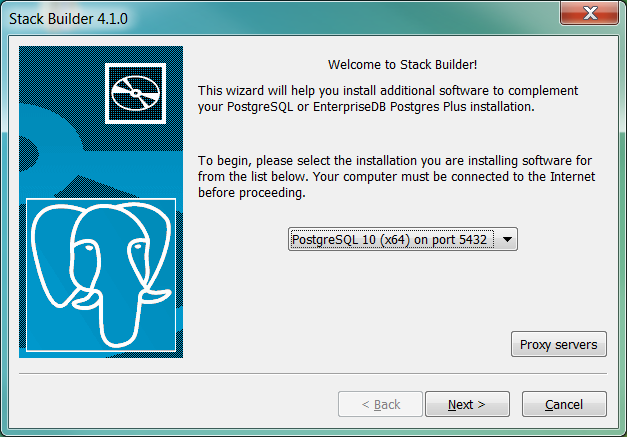 Stack Builder 4.1.0
Welcome to Stack Builder!
This wizard will help you install additional software to complement
your PostgreSQL or EnterpriseDB Postgres Plus installation.
To begin, please select the installation you are installing software for
from the list below. Your computer must be connected to the Internet
before proceeding.
PostgreSQL 10 (x64) on port 5432
Proxy servers
< Back
Next >
Cancel